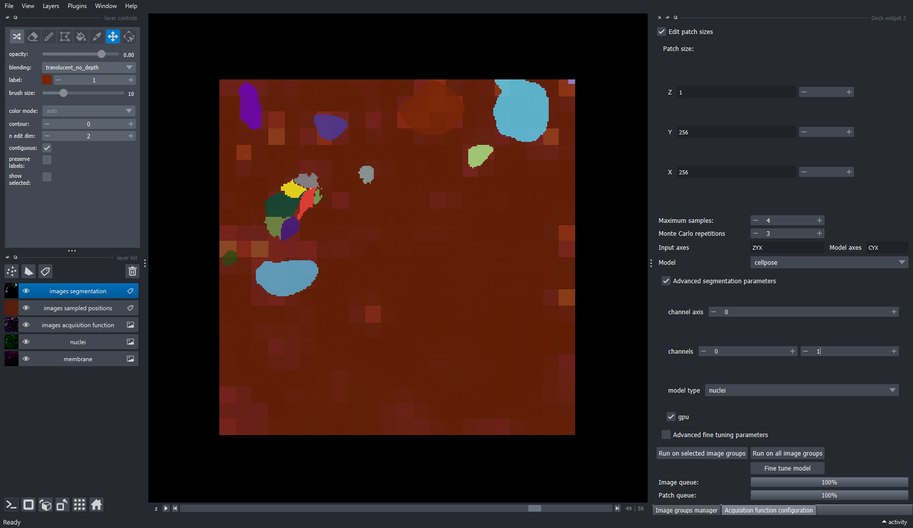 File View Layers Plugins Window Help
layer controls
opacity: 0.80
blending: translucent_no_depth
label: 1
brush size: 10
color mode: auto
contour: 0
n edit dim: 2
contiguous:
preserve
labels:
show
selected:
layer list
images segmentation
images sampled positions
images acquisition function
nuclei
membrane
Ready
z
49 59
Dock widget 2
Edit patch sizes
Patch size:
Z 1
Y 256
X 256
Maximum samples: 4
Monte Carlo repetitions 3
Input axes ZYX Model axes CYX
Model cellpose
Advanced segmentation parameters
channel axis 0
channels 0 1
model type nuclei
gpu
Advanced fine tuning parameters
Run on selected image groups Run on all image groups
Fine tune model
Image queue: 100%
Patch queue: 100%
Image groups manager Acquisition function configuration
activity